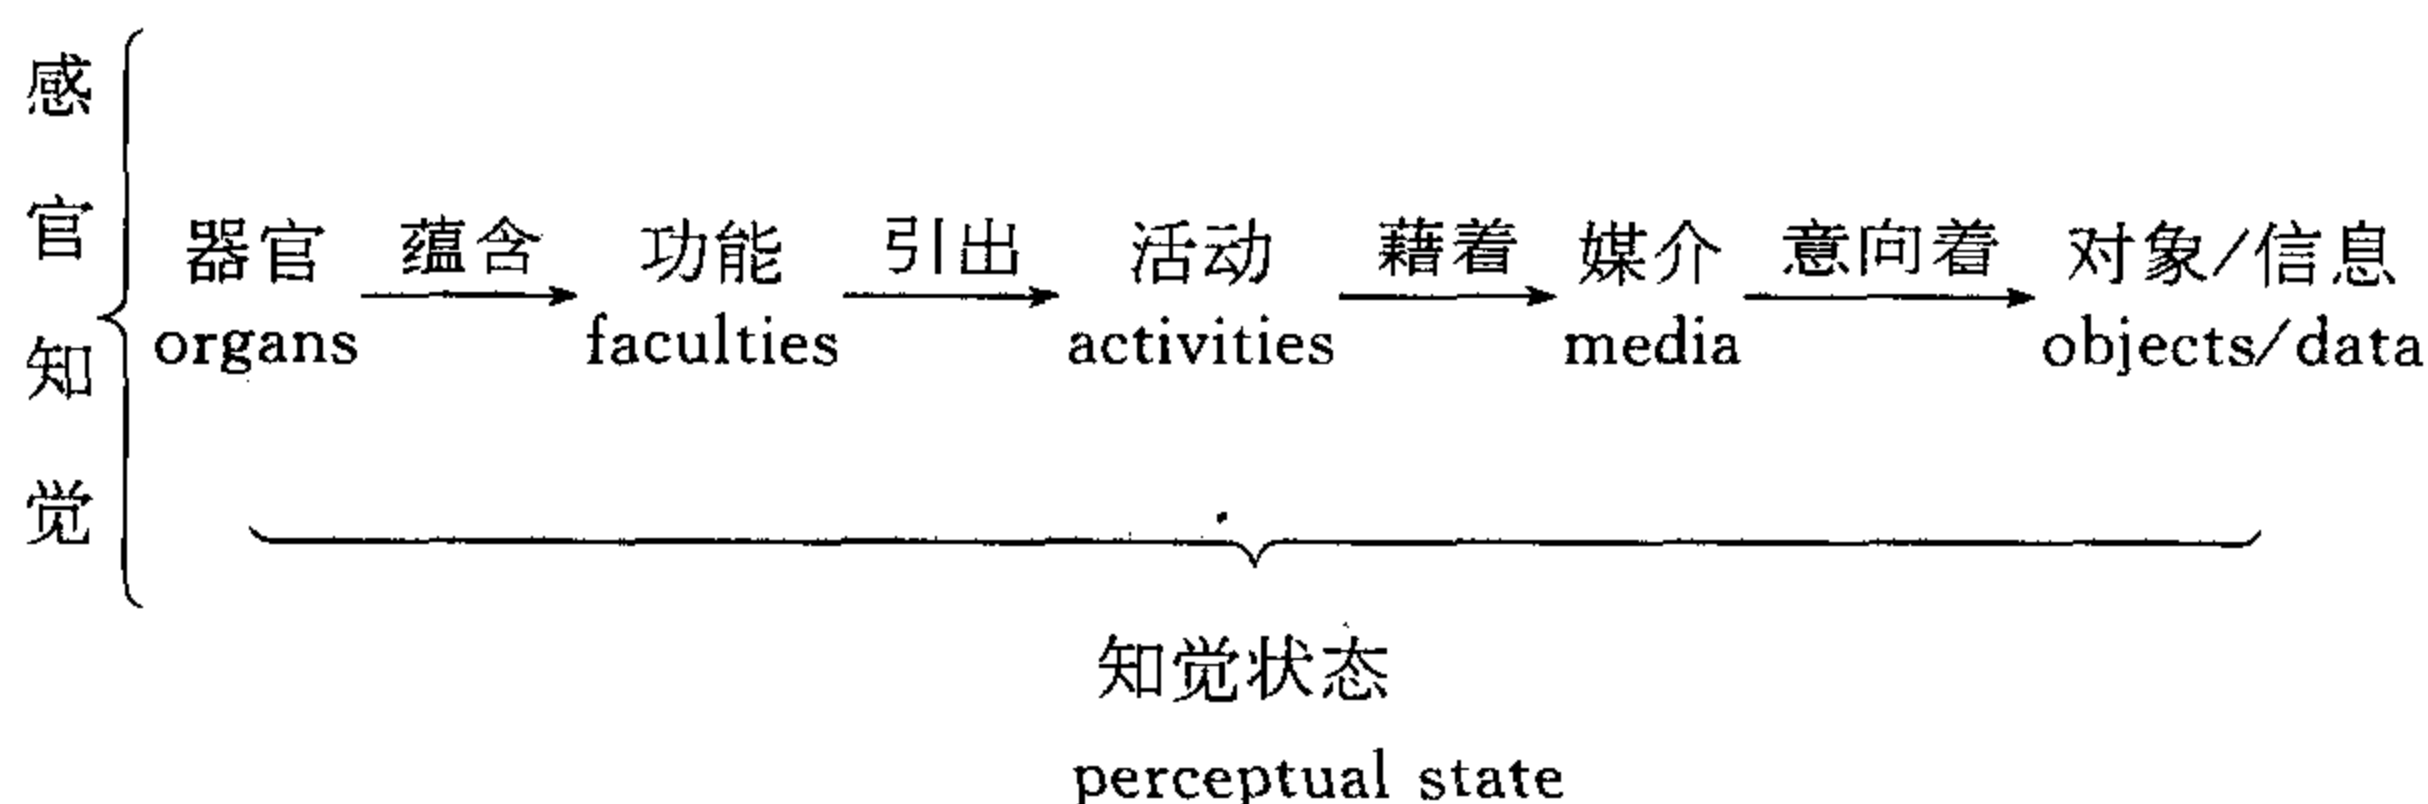 感官知觉
器官 蕴含 功能 引出 活动 藉着 媒介 意向着 对象/信息
organs faculties activities media objects/data
知觉状态
perceptual state